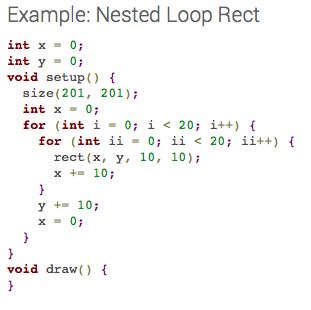 Example: Nested Loop Rect
int x = 0;
int y = 0;
void setup() {
  size(201, 201);
  int x = 0;
  for (int i = 0; i < 20; i++) {
    for (int ii = 0; ii < 20; ii++) {
      rect(x, y, 10, 10);
      x += 10;
    }
    y += 10;
    x = 0;
  }
}
void draw() {
}